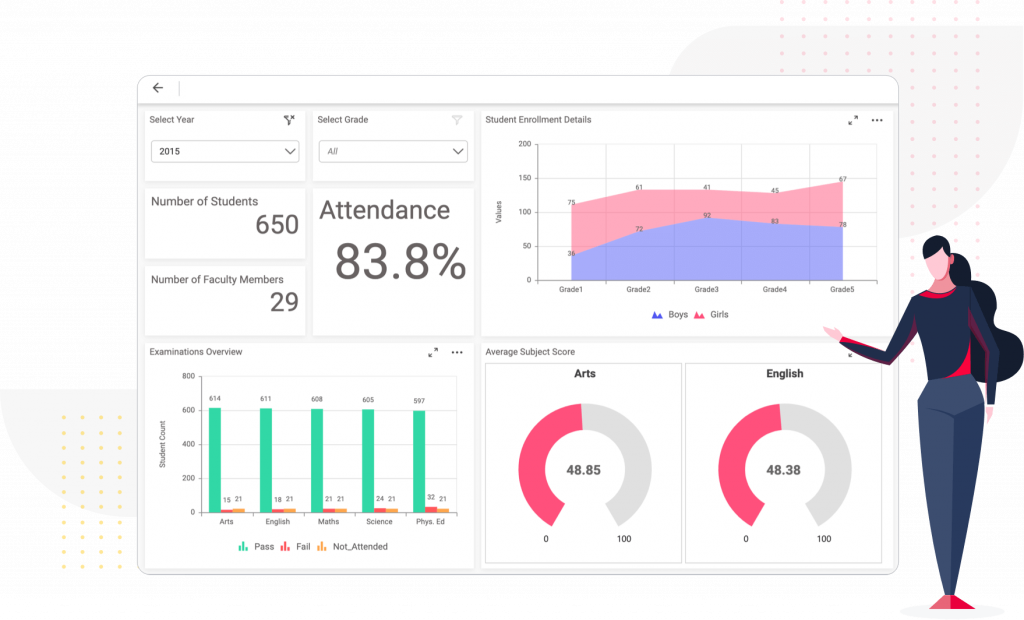 Select Year
2015
Select Grade
All
Number of Students
650
Number of Faculty Members
29
Attendance
83.8%
Student Enrollment Details
Values
200
150
100
50
0
75 61 41 45 67
36 72 92 83 78
Grade1 Grade2 Grade3 Grade4 Grade5
Boys Girls
Examinations Overview
Student Count
800
600
400
200
0
614 611 608 605 597
15 21 18 21 21 21 24 21 32 21
Arts English Maths Science Phys. Ed
Pass Fail Not_Attended
Average Subject Score
Arts
48.85
0 100
English
48.38
0 100